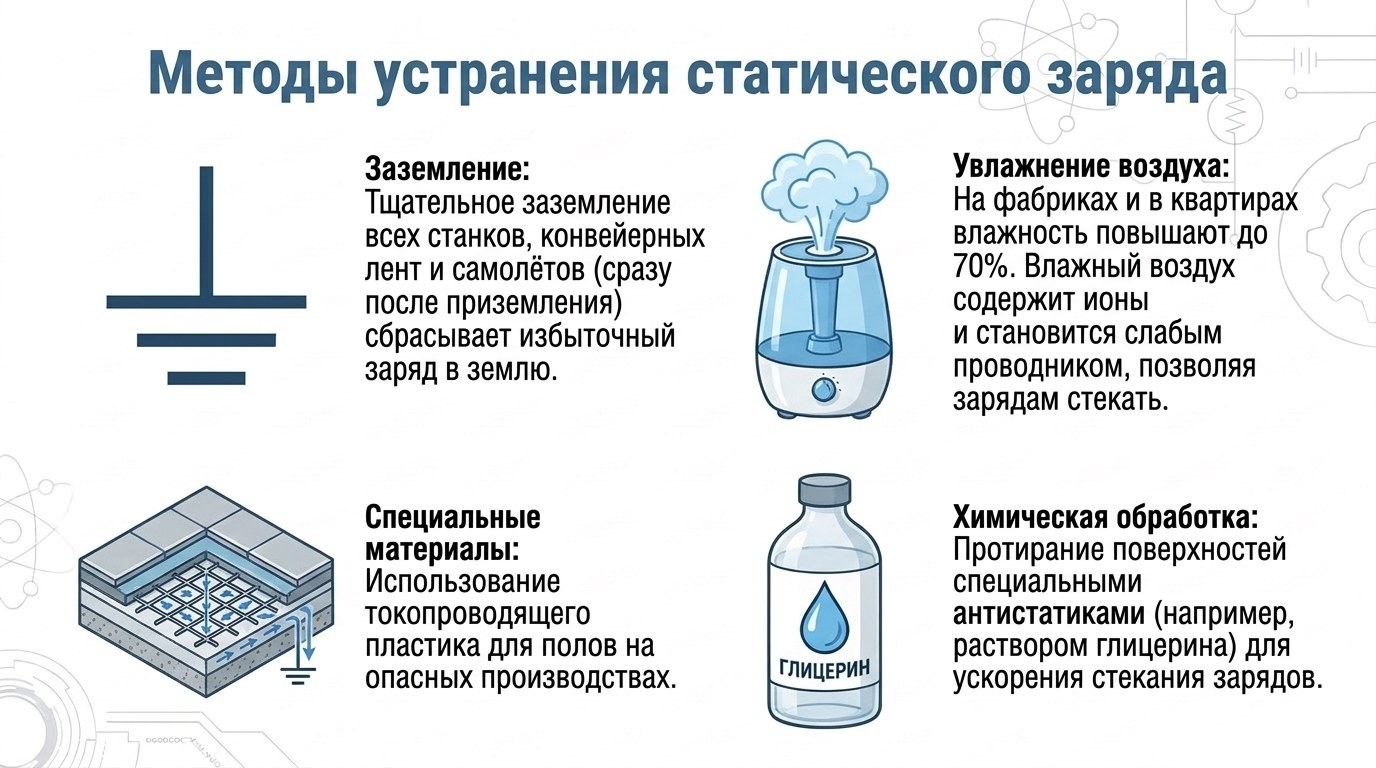 Методы устранения статического заряда
Заземление:
Тщательное заземление
всех станков, конвейерных
лент и самолётов (сразу
после приземления)
сбрасывает избыточный
заряд в землю.
Увлажнение воздуха:
На фабриках и в квартирах
влажность повышают до
70%. Влажный воздух
содержит ионы
и становится слабым
проводником, позволяя
зарядам стекать.
Специальные
материалы:
Использование
токопроводящего
пластика для полов на
опасных производствах.
ГЛИЦЕРИН
Химическая обработка:
Протирание поверхностей
специальными
антистатиками (например,
раствором глицерина) для
ускорения стекания зарядов.